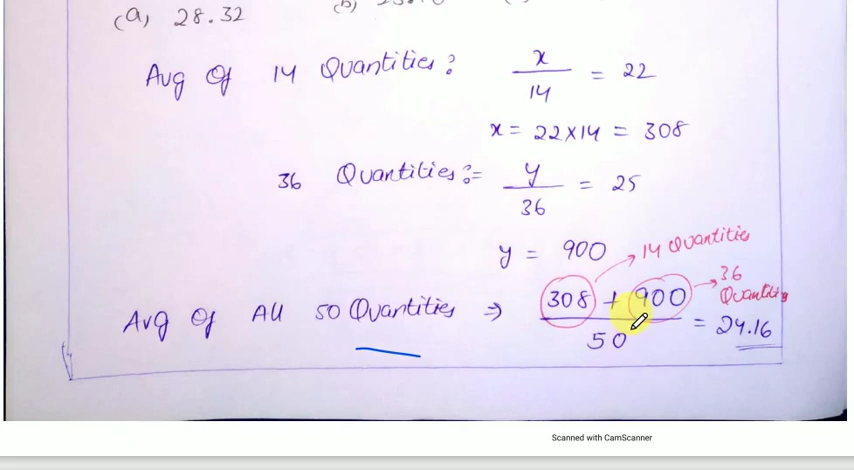 (a) 28.32 (b)
Avg Of 14 Quantities: x/14 = 22
x = 22×14 = 308
36 Quantities:= y/36 = 25
y = 900 → 14 Quantities
→ 36 Quantities
Avg Of All 50 Quantities ⇒ 308 + 900 / 50 = 24.16
Scanned with CamScanner